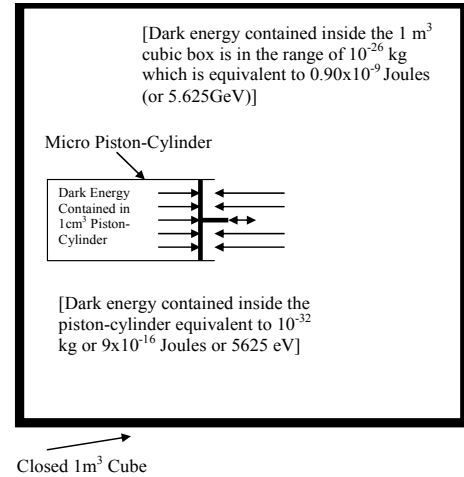 [Dark energy contained inside the 1 m³
cubic box is in the range of 10⁻²⁶ kg
which is equivalent to 0.90x10⁻⁹ Joules
(or 5.625GeV)]
Micro Piston-Cylinder
Dark Energy
Contained in
1cm³ Piston-
Cylinder
[Dark energy contained inside the
piston-cylinder equivalent to 10⁻³²
kg or 9x10⁻¹⁶ Joules or 5625 eV]
Closed 1m³ Cube